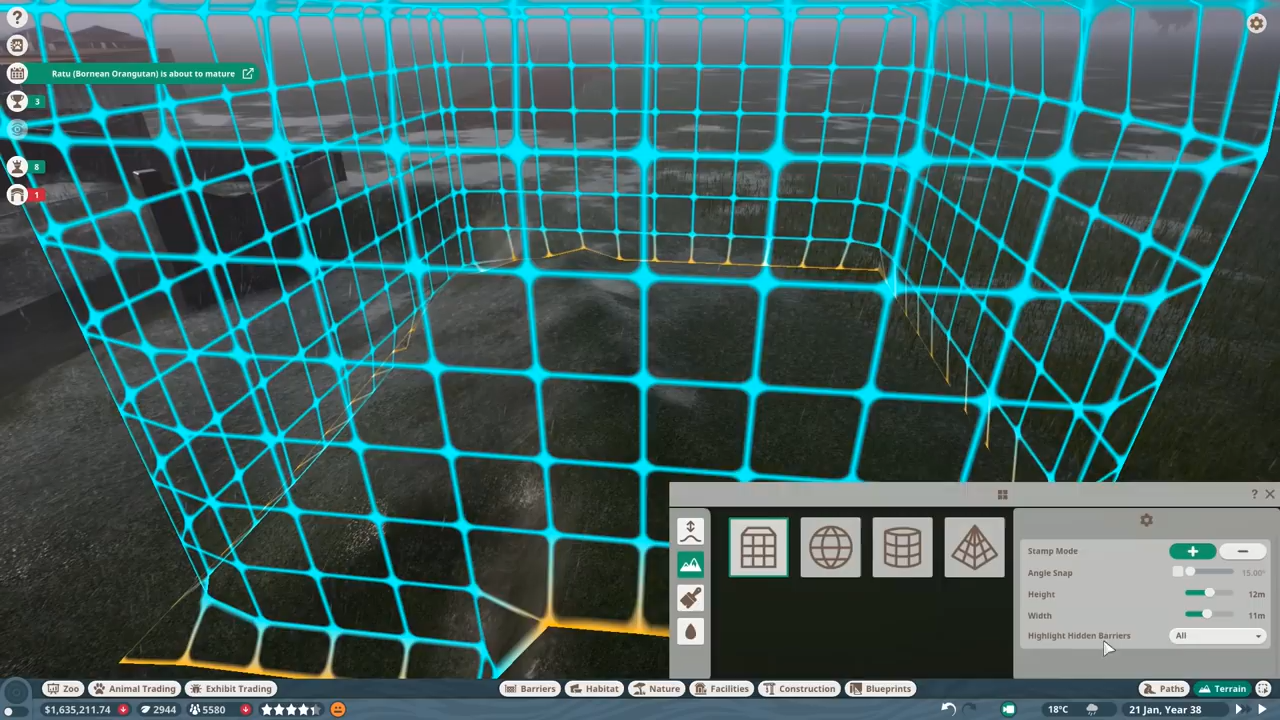 ?
Ratu (Bornean Orangutan) is about to mature
3
8
1
?
Stamp Mode
Angle Snap 15.00°
Height 12m
Width 11m
Highlight Hidden Barriers All
Zoo Animal Trading Exhibit Trading Barriers Habitat Nature Facilities Construction Blueprints Paths Terrain
$1,635,211.74 2944 5580 18°C 21 Jan, Year 38